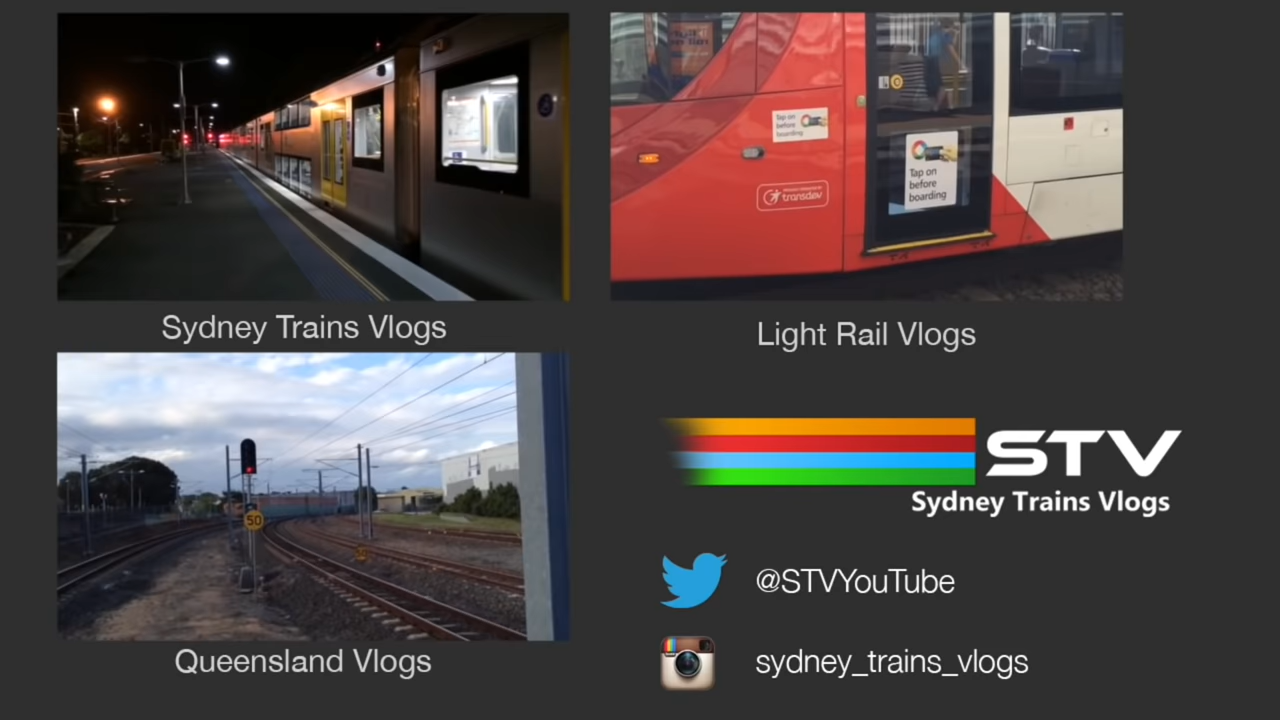 Tap on
before
boarding
transdev
Tap on
before
boarding
Sydney Trains Vlogs
Light Rail Vlogs
50
Queensland Vlogs
STV
Sydney Trains Vlogs
@STVYouTube
sydney_trains_vlogs